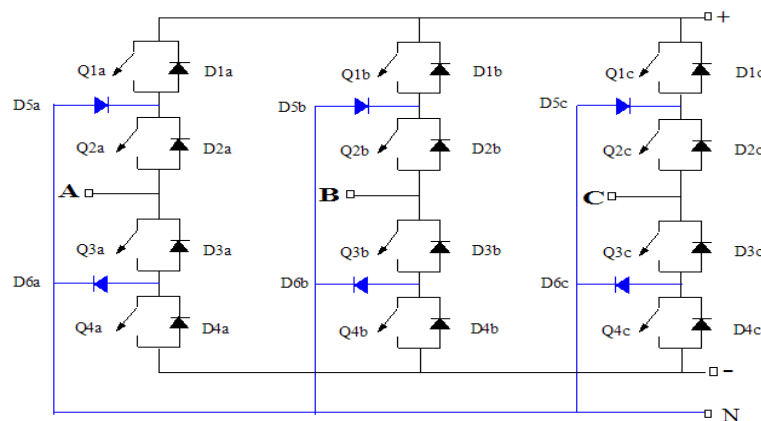 +
Q1a D1a Q1b D1b Q1c D1c
D5a D5b D5c
Q2a D2a Q2b D2b Q2c D2c
A B C
Q3a D3a Q3b D3b Q3c D3c
D6a D6b D6c
Q4a D4a Q4b D4b Q4c D4c
-
N